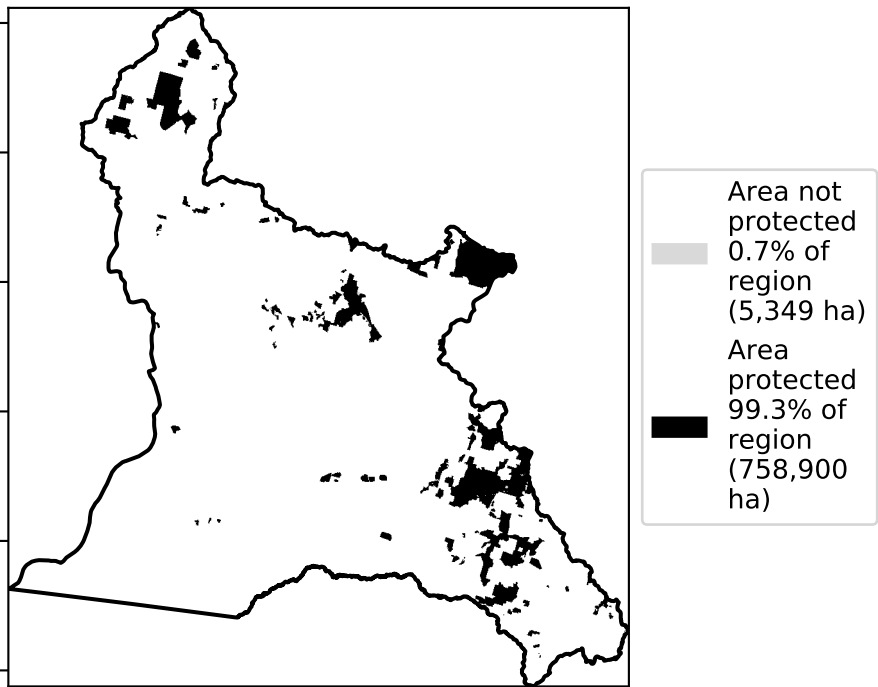 Area not
protected
0.7% of
region
(5,349 ha)
Area
protected
99.3% of
region
(758,900
ha)